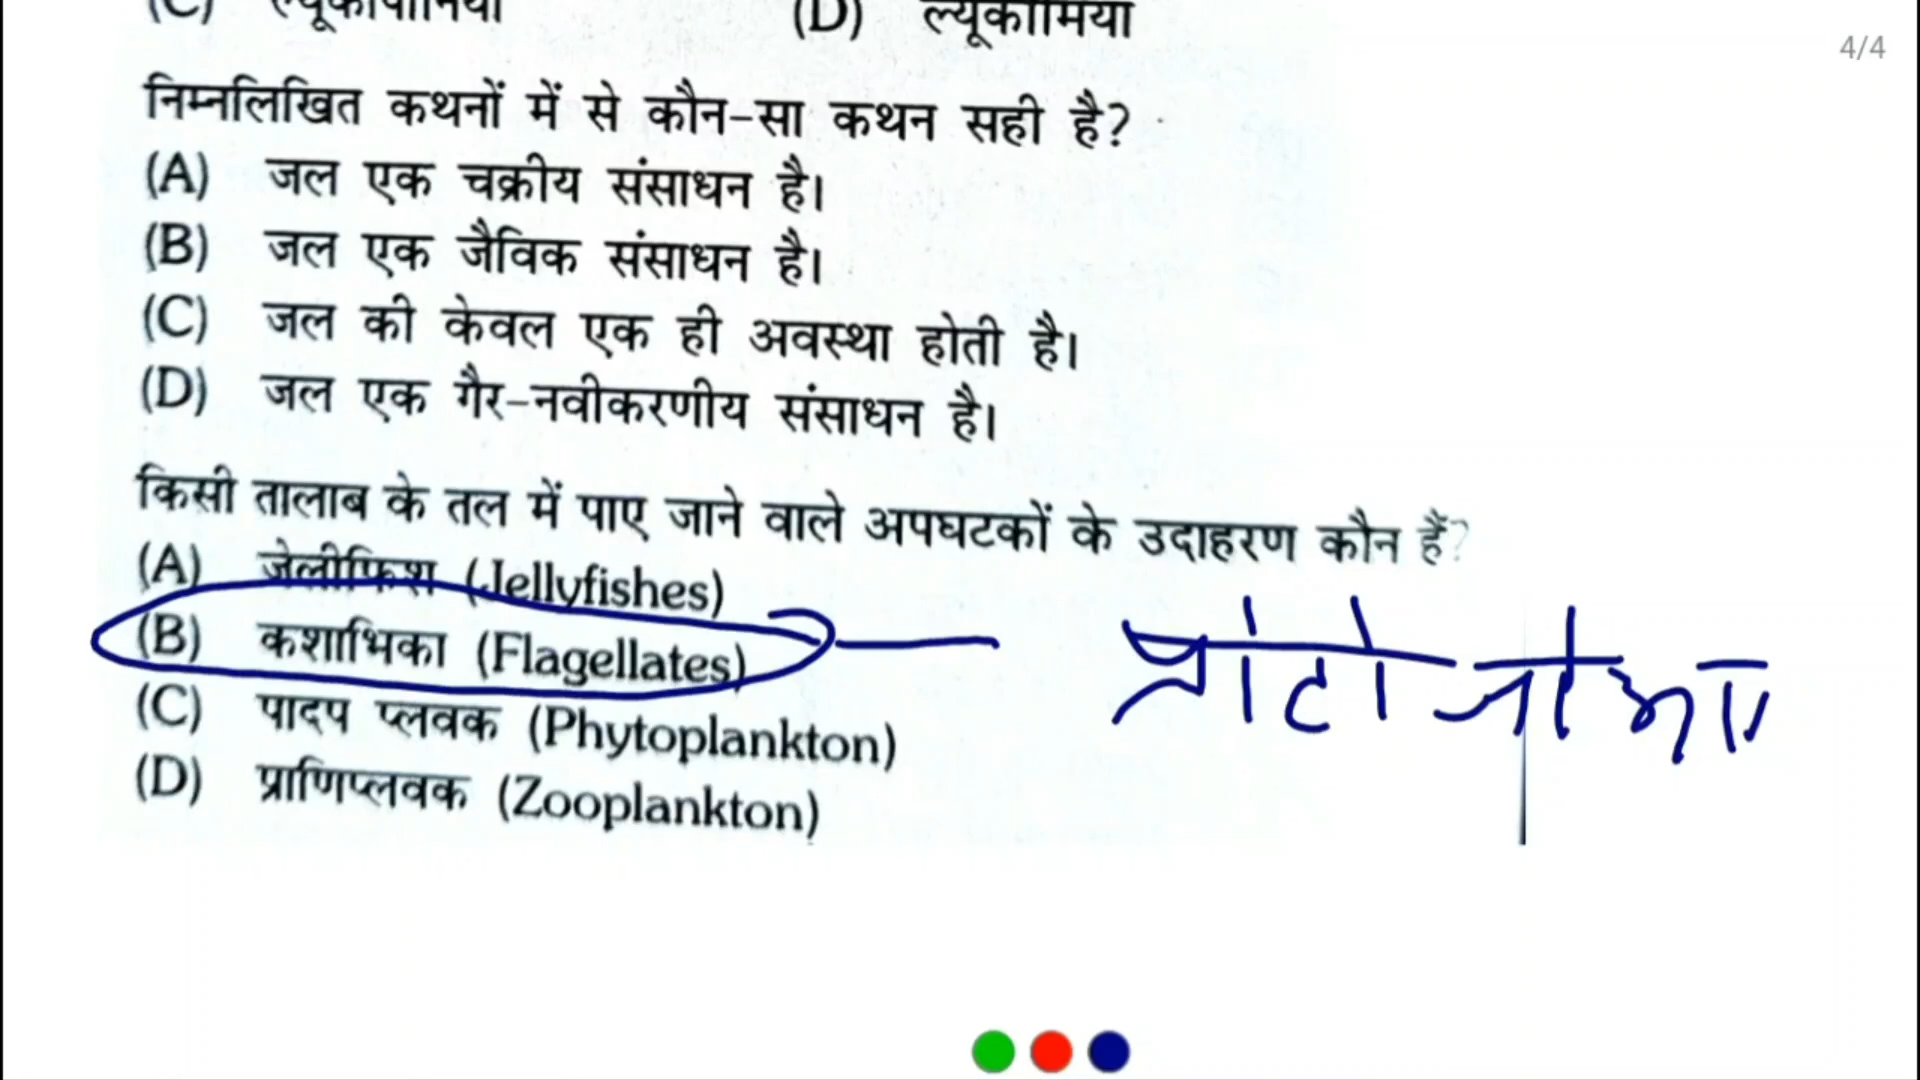 (C) ल्यूकोपोनिया (D) ल्यूकोमिया
4/4
निम्नलिखित कथनों में से कौन-सा कथन सही है?
(A) जल एक चक्रीय संसाधन है।
(B) जल एक जैविक संसाधन है।
(C) जल की केवल एक ही अवस्था होती है।
(D) जल एक गैर-नवीकरणीय संसाधन है।
किसी तालाब के तल में पाए जाने वाले अपघटकों के उदाहरण कौन हैं?
(A) जेलीफिश (Jellyfishes)
(B) कशाभिका (Flagellates) — प्रोटोजोआ
(C) पादप प्लवक (Phytoplankton)
(D) प्राणिप्लवक (Zooplankton)